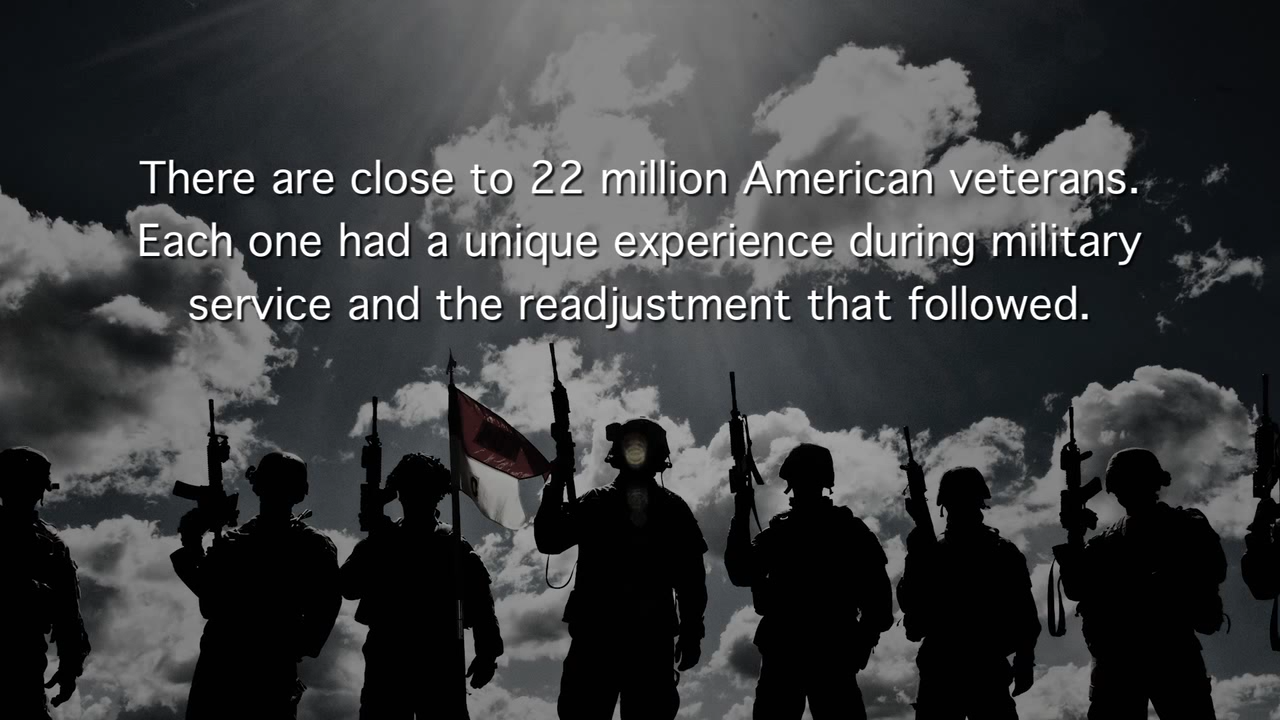 There are close to 22 million American veterans.
Each one had a unique experience during military
service and the readjustment that followed.